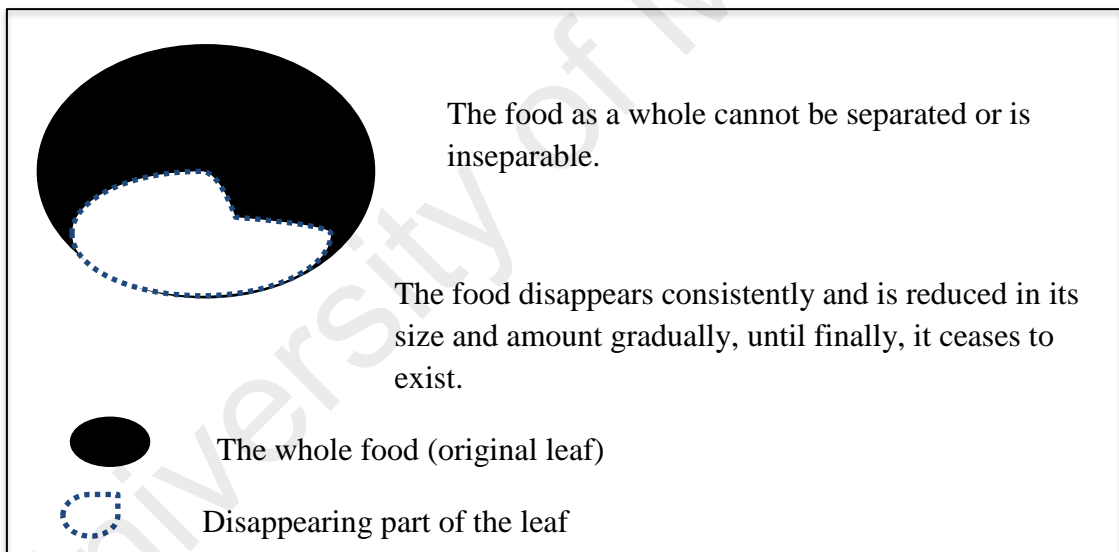 The food as a whole cannot be separated or is
inseparable.
The food disappears consistently and is reduced in its
size and amount gradually, until finally, it ceases to
exist.
The whole food (original leaf)
Disappearing part of the leaf
University of M